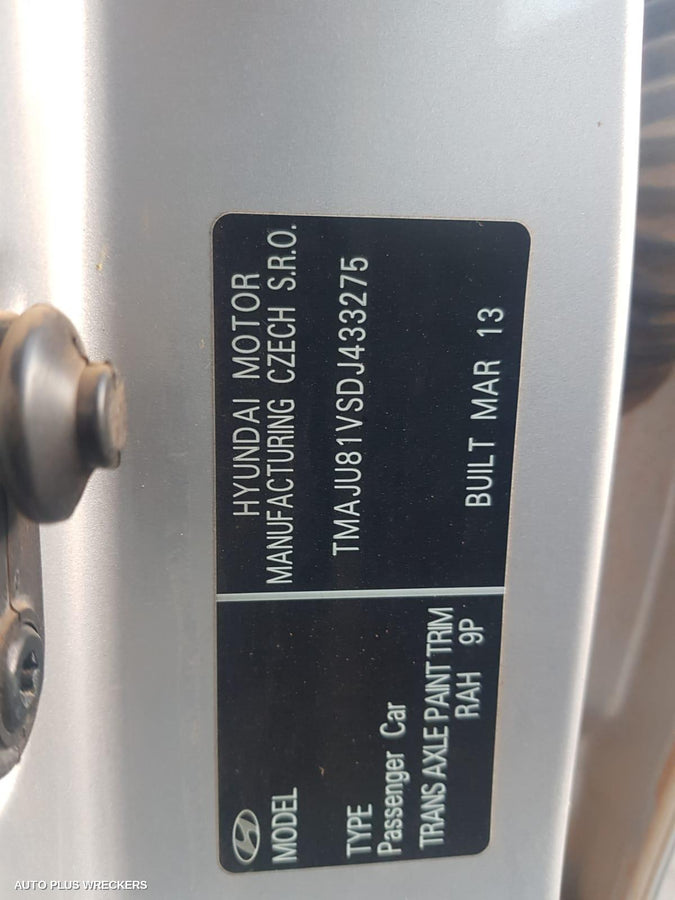 HYUNDAI MOTOR
MANUFACTURING CZECH S.R.O.
TMAJU81VSDJ433275
BUILT MAR 13
MODEL
TYPE
Passenger Car
TRANS AXLE PAINT TRIM
RAH 9P
AUTO PLUS WRECKERS